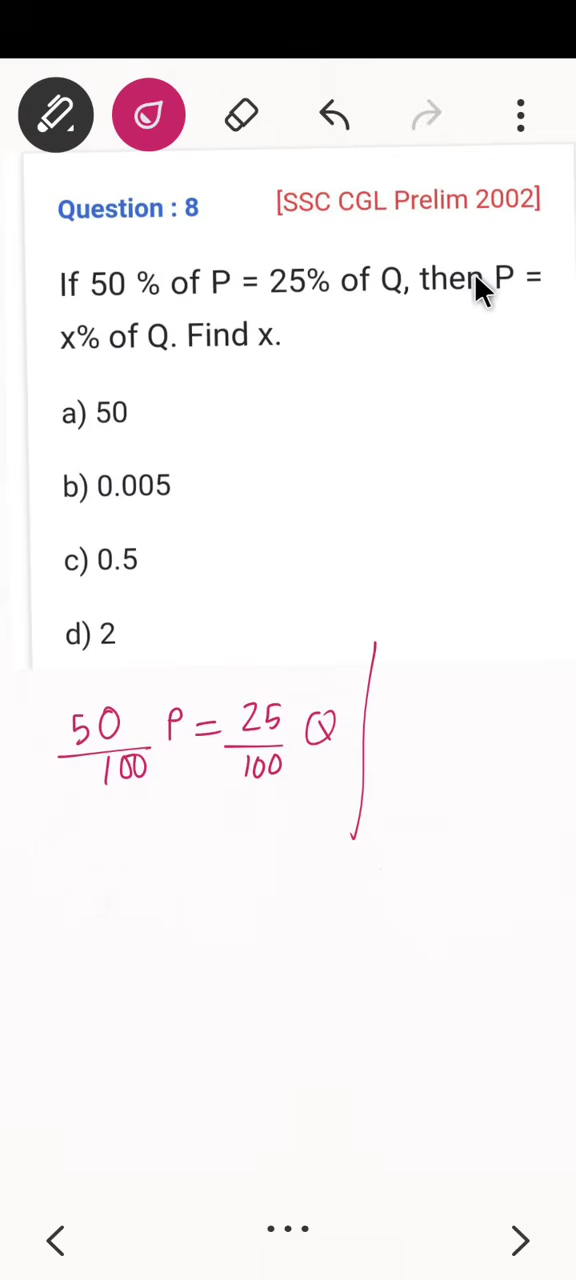 Question : 8 [SSC CGL Prelim 2002]
If 50 % of P = 25% of Q, then P =
x% of Q. Find x.
a) 50
b) 0.005
c) 0.5
d) 2
50/100 P = 25/100 Q